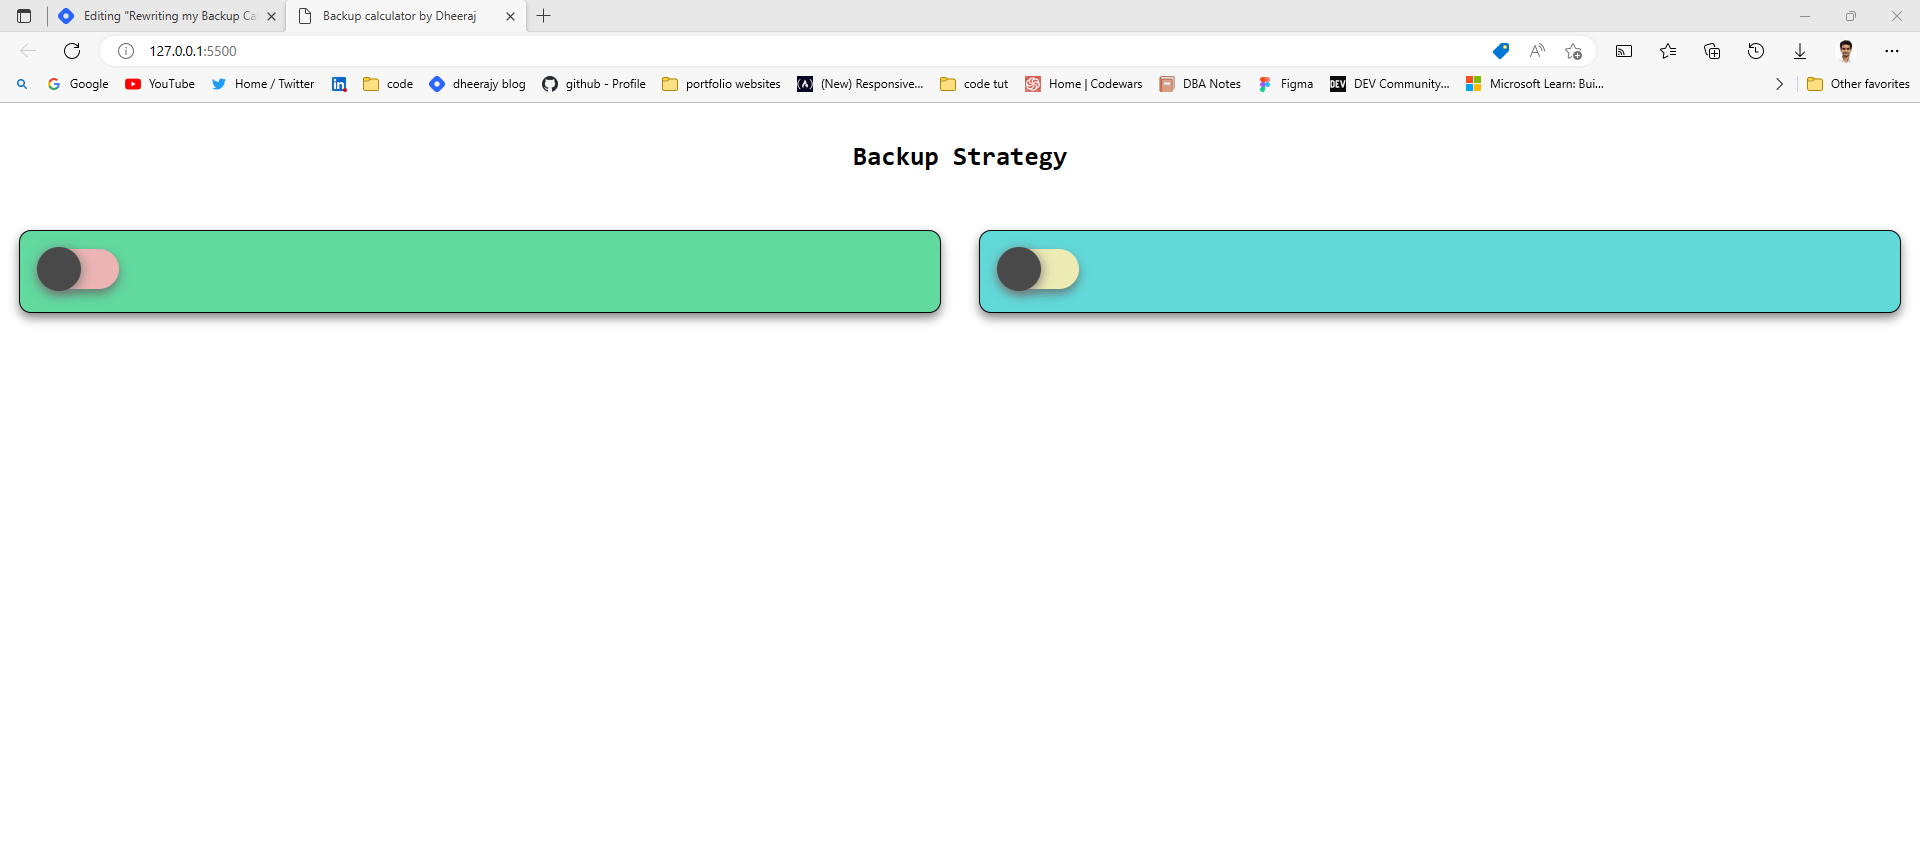 Editing "Rewriting my Backup Ca
Backup calculator by Dheeraj
127.0.0.1:5500
Google
YouTube
Home / Twitter
in
code
dheerajy blog
github - Profile
portfolio websites
(New) Responsive...
code tut
Home | Codewars
DBA Notes
Figma
DEV
DEV Community...
Microsoft Learn: Bui...
Other favorites
Backup Strategy